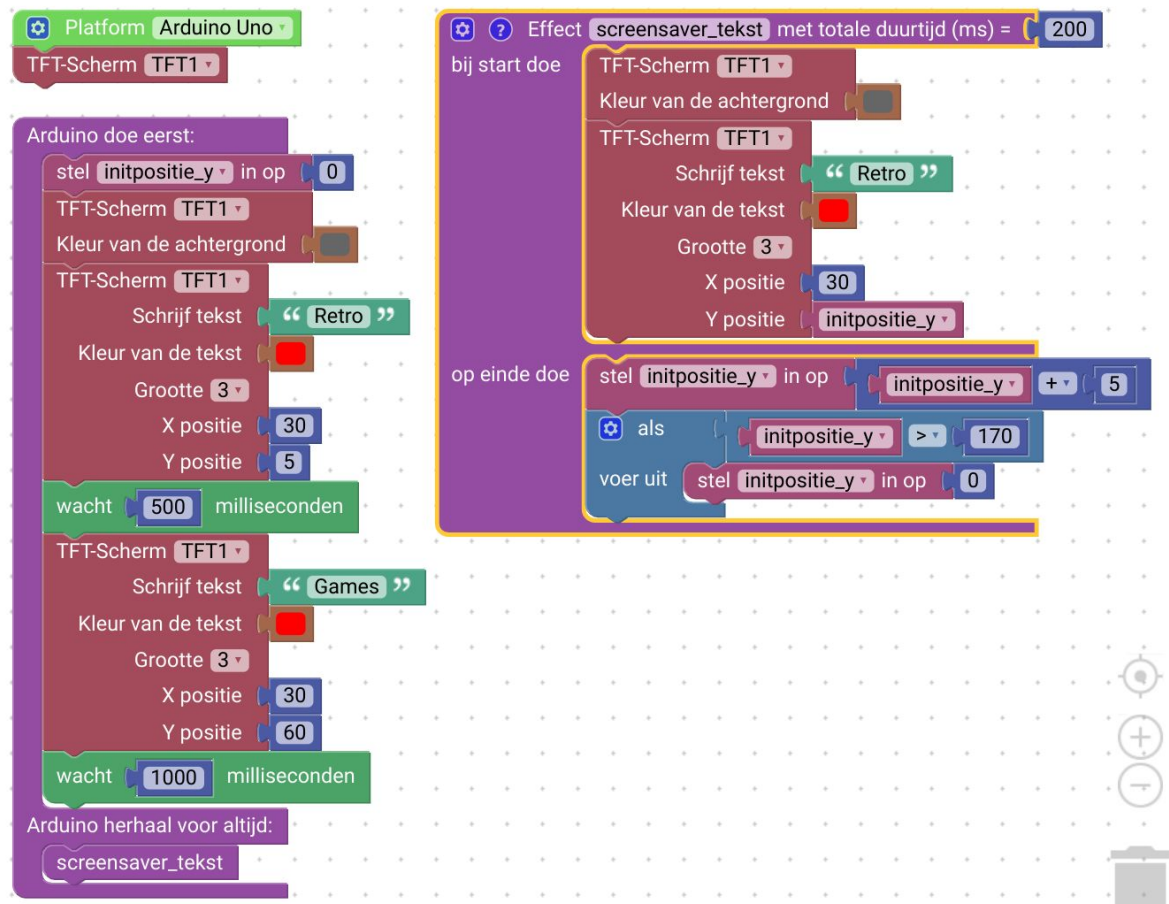 Platform Arduino Uno
TFT-Scherm TFT1
Arduino doe eerst:
stel initpositie_y in op 0
TFT-Scherm TFT1
Kleur van de achtergrond
TFT-Scherm TFT1
Schrijf tekst “ Retro ”
Kleur van de tekst
Grootte 3
X positie 30
Y positie 5
wacht 500 milliseconden
TFT-Scherm TFT1
Schrijf tekst “ Games ”
Kleur van de tekst
Grootte 3
X positie 30
Y positie 60
wacht 1000 milliseconden
Arduino herhaal voor altijd:
screensaver_tekst
? Effect screensaver_tekst met totale duurtijd (ms) = 200
bij start doe TFT-Scherm TFT1
Kleur van de achtergrond
TFT-Scherm TFT1
Schrijf tekst “ Retro ”
Kleur van de tekst
Grootte 3
X positie 30
Y positie initpositie_y
op einde doe stel initpositie_y in op initpositie_y + 5
als initpositie_y > 170
voer uit stel initpositie_y in op 0